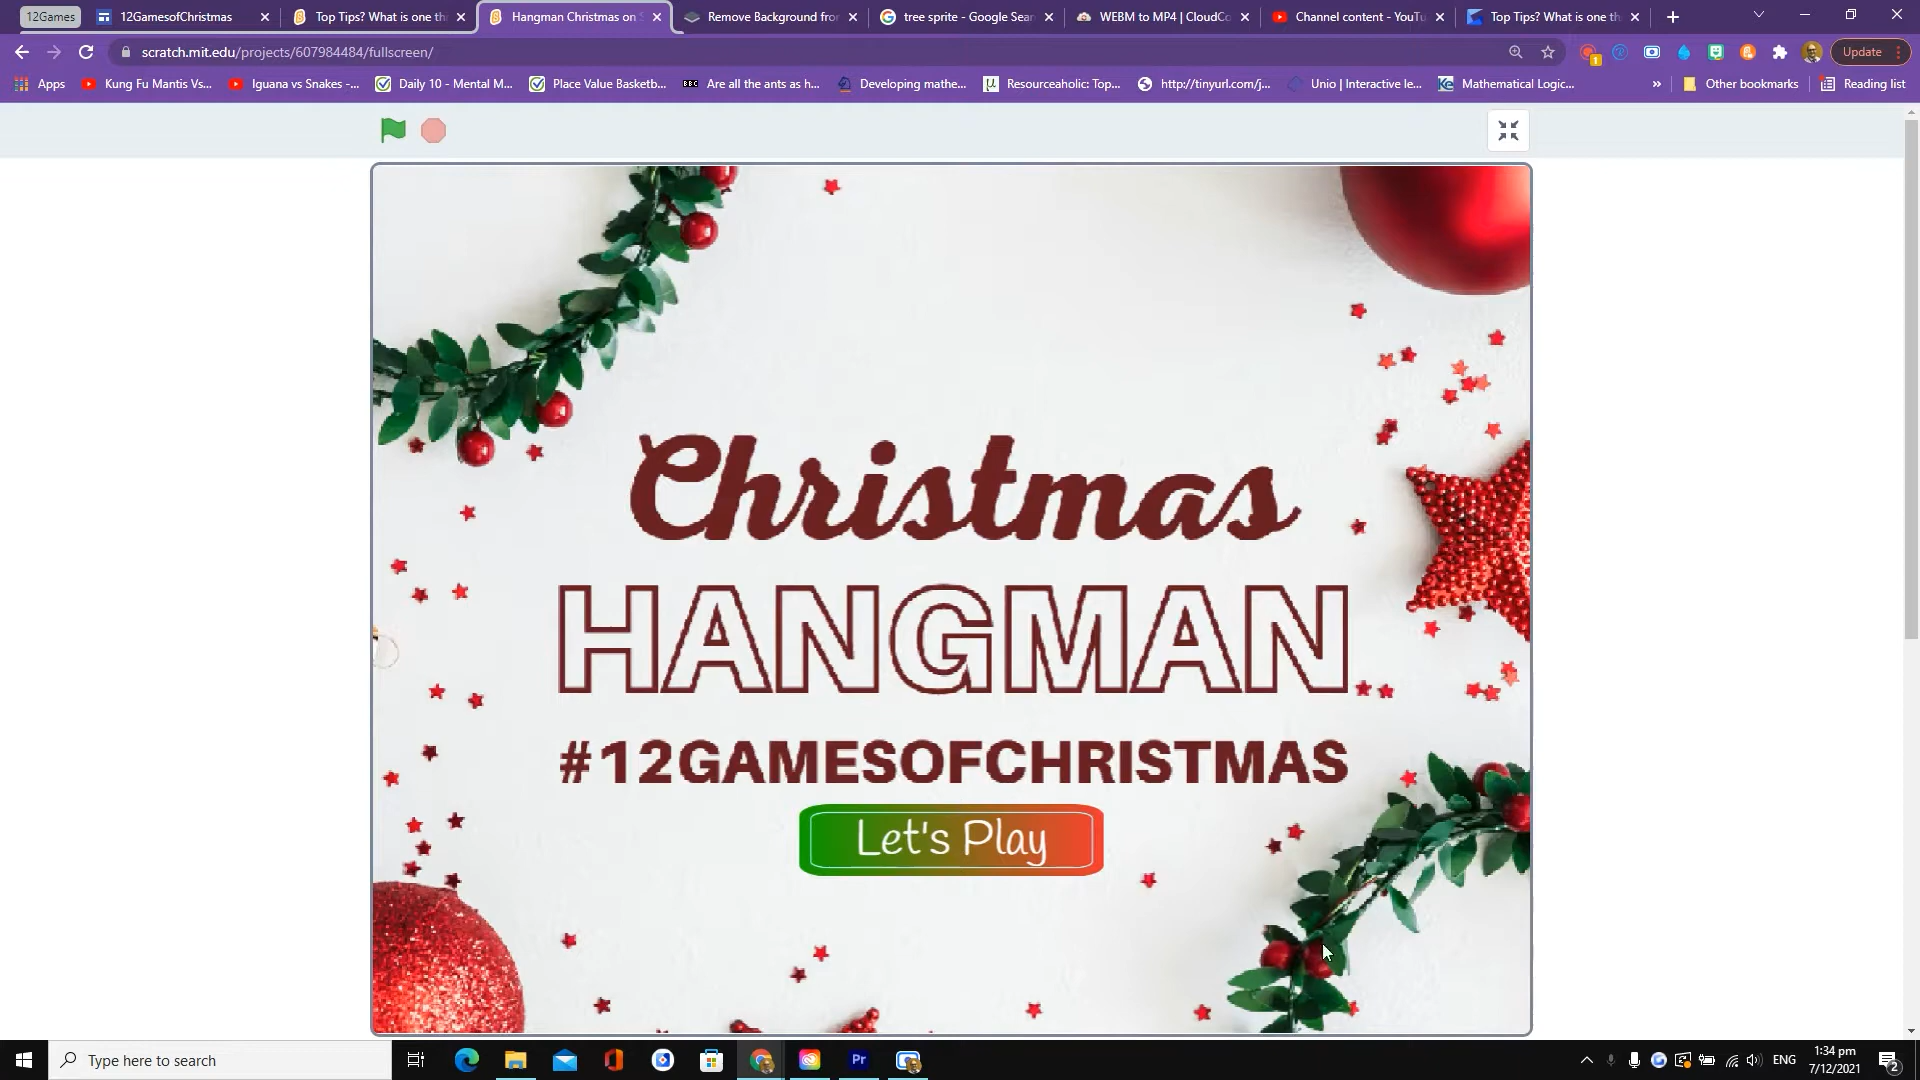 12Games
12GamesofChristmas
Top Tips? What is one th
Hangman Christmas on S
Remove Background fro
tree sprite - Google Sear
WEBM to MP4 | CloudCo
Channel content - YouTu
Top Tips? What is one th
scratch.mit.edu/projects/607984484/fullscreen/
Update
Apps
Kung Fu Mantis Vs...
Iguana vs Snakes -...
Daily 10 - Mental M...
Place Value Basketb...
BBC
Are all the ants as h...
Developing mathe...
Resourceaholic: Top...
http://tinyurl.com/j...
Unio | Interactive le...
Mathematical Logic...
»
Other bookmarks
Reading list
Christmas
HANGMAN
#12GAMESOFCHRISTMAS
Let's Play
Type here to search
Pr
ENG
1:34 pm
7/12/2021
2